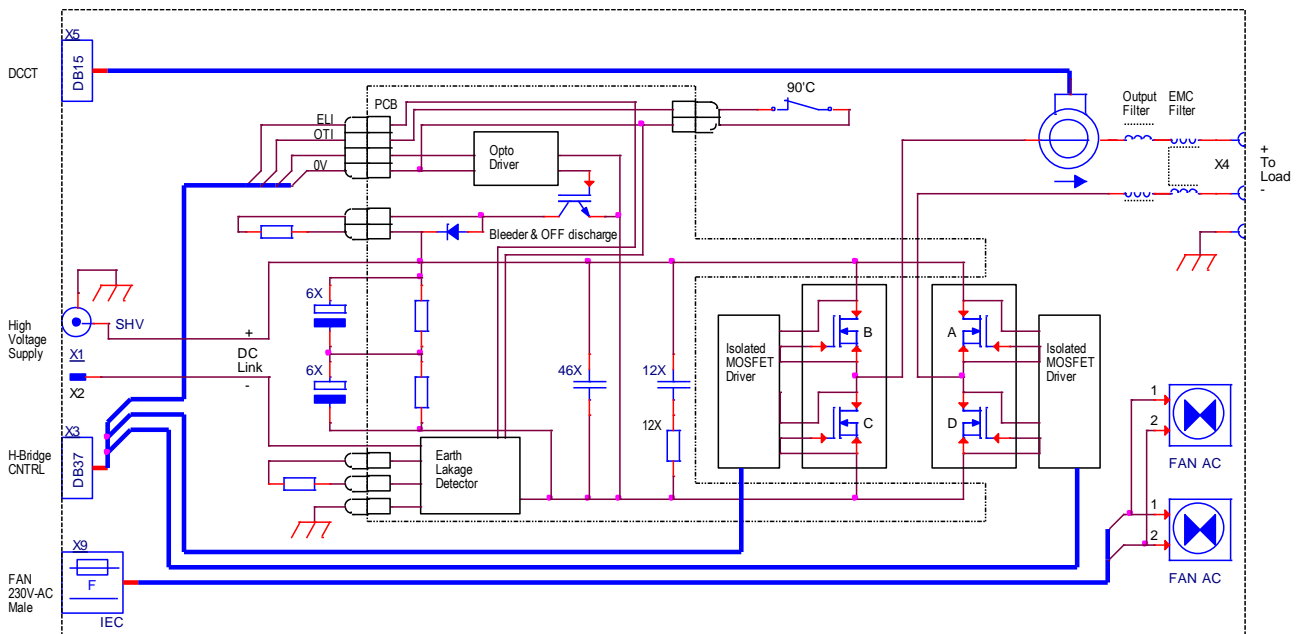 X5
DB15
DCCT
PCB
90'C
Output
Filter
EMC
Filter
ELI
OTI
0V
Opto
Driver
+
To
Load
-
X4
Bleeder & OFF discharge
6X
SHV
High
Voltage
Supply
X1
X2
+
DC
Link
-
6X
46X
12X
12X
Isolated
MOSFET
Driver
B
C
A
D
Isolated
MOSFET
Driver
1
2
FAN AC
X3
DB37
H-Bridge
CNTRL
Earth
Lakage
Detector
1
2
FAN AC
X9
F
FAN
230V-AC
Male
IEC